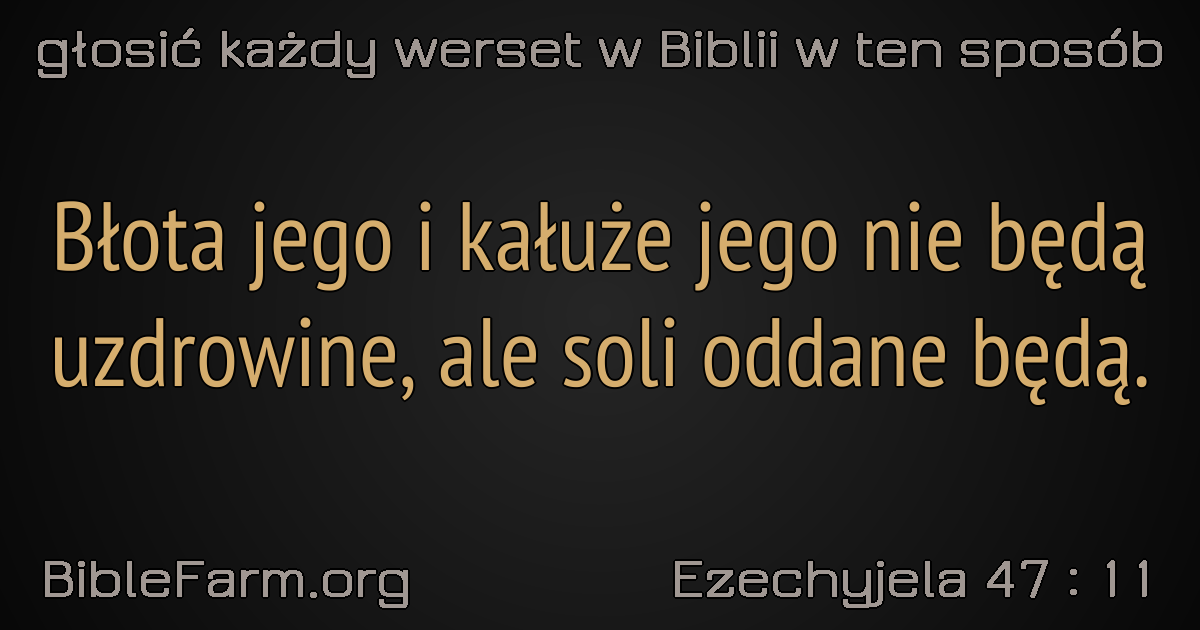 głosić każdy werset w Biblii w ten sposób
Błota jego i kałuże jego nie będą
uzdrowine, ale soli oddane będą.
BibleFarm.org
Ezechyjela 47 : 11